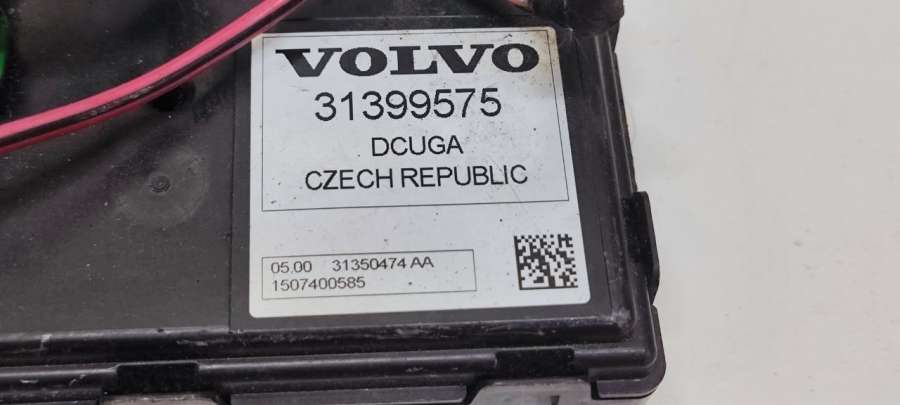 VOLVO
31399575
DCUGA
CZECH REPUBLIC
05.00 31350474 AA
1507400585